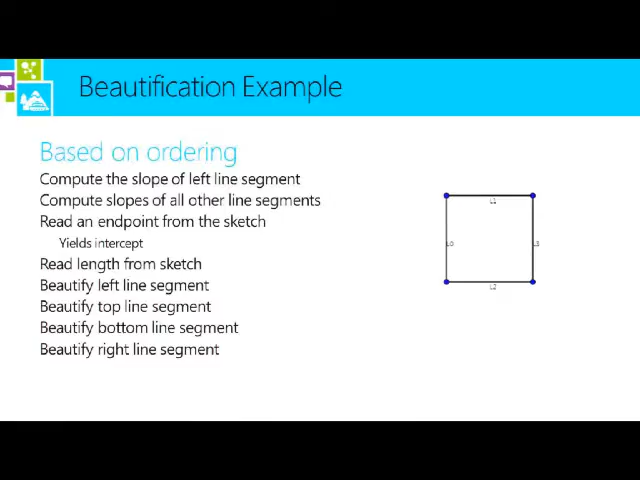 Beautification Example
Based on ordering
Compute the slope of left line segment
Compute slopes of all other line segments
Read an endpoint from the sketch
Yields intercept
Read length from sketch
Beautify left line segment
Beautify top line segment
Beautify bottom line segment
Beautify right line segment
L1
L0
L3
L2